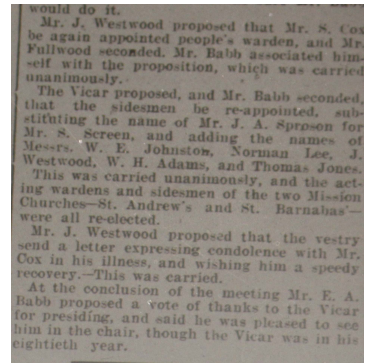 would do it.
Mr. J. Westwood proposed that Mr. S. Cox
be again appointed people's warden, and Mr.
Fullwood seconded. Mr. Babb associated him-
self with the proposition, which was carried
unanimously.
The Vicar proposed, and Mr. Babb seconded,
that the sidesmen be re-appointed, sub-
stituting the name of Mr. J. A. Sproson for
Mr. S. Screen, and adding the names of
Messrs. W. E. Johnston, Norman Lee, J.
Westwood, W. H. Adams, and Thomas Jones.
This was carried unanimously, and the act-
ing wardens and sidesmen of the two Mission
Churches—St. Andrew's and St. Barnabas'—
were all re-elected.
Mr. J. Westwood proposed that the vestry
send a letter expressing condolence with Mr.
Cox in his illness, and wishing him a speedy
recovery.—This was carried.
At the conclusion of the meeting Mr. E. A.
Babb proposed a vote of thanks to the Vicar
for presiding, and said he was pleased to see
him in the chair, though the Vicar was in his
eightieth year.